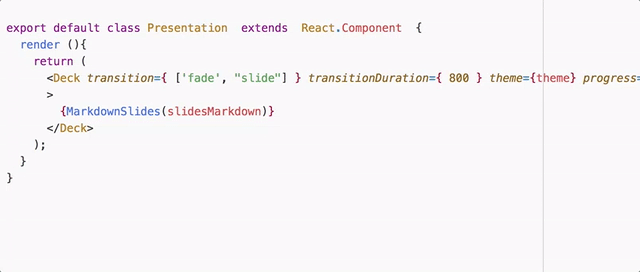 export default class Presentation  extends  React.Component  {
  render (){
    return (
      <Deck transition={ ['fade', "slide"] } transitionDuration={ 800 } theme={theme} progress=
      >
        {MarkdownSlides(slidesMarkdown)}
      </Deck>
    );
  }
}